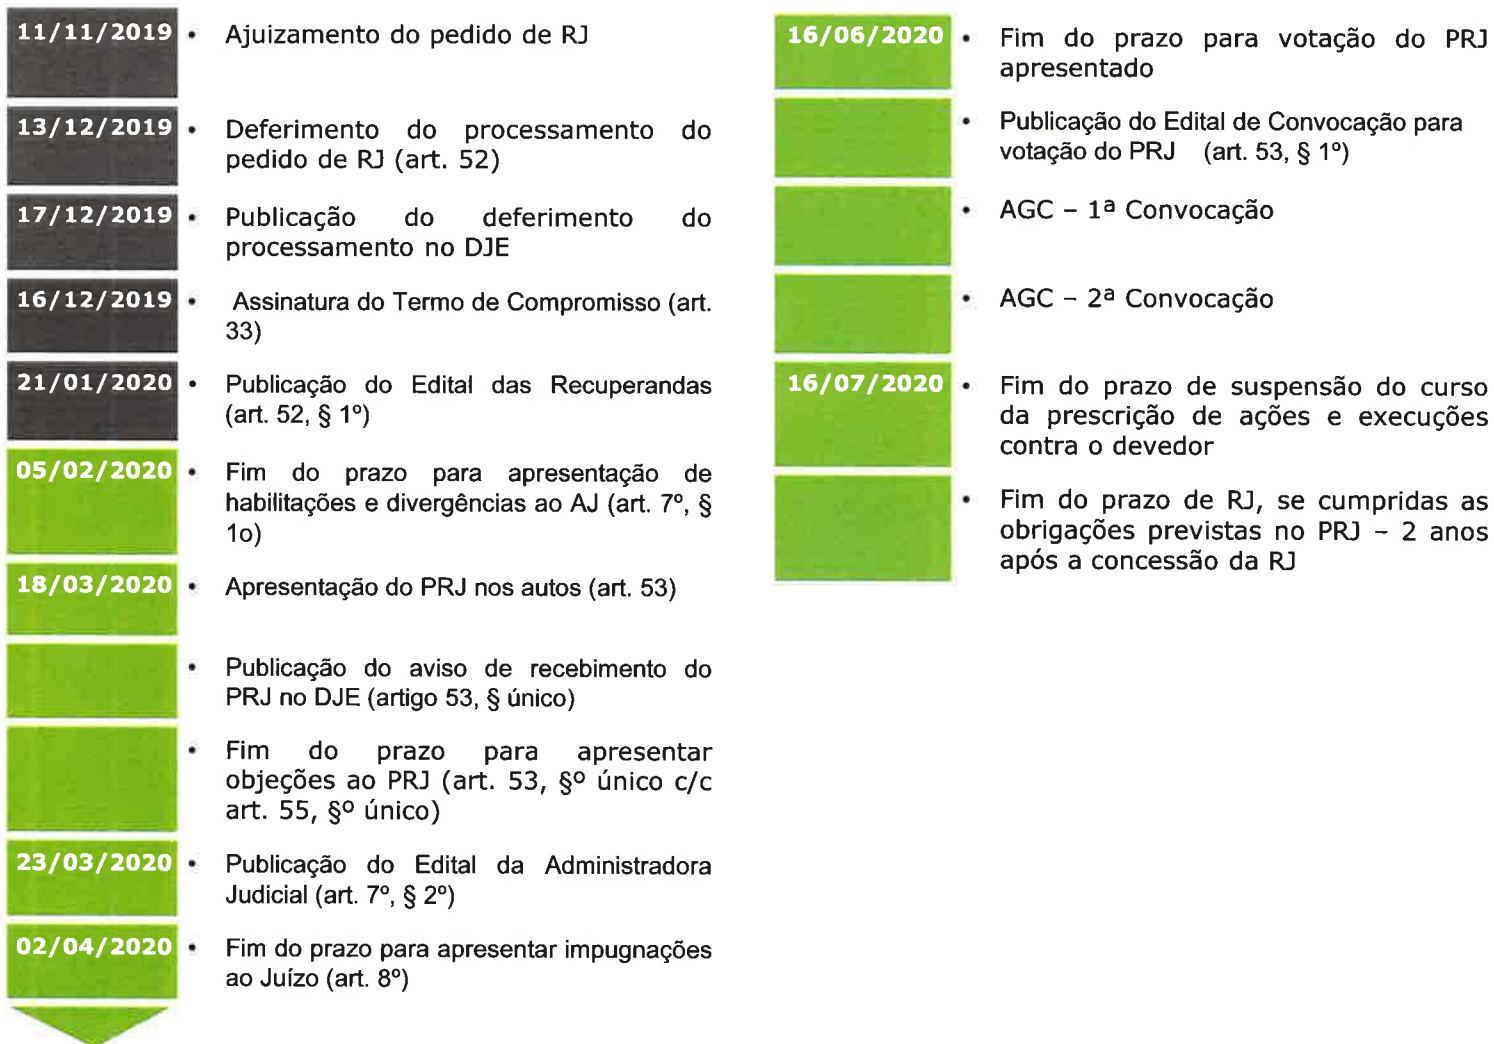 11/11/2019 • Ajuizamento do pedido de RJ
13/12/2019 • Deferimento do processamento do
pedido de RJ (art. 52)
17/12/2019 • Publicação do deferimento do
processamento no DJE
16/12/2019 • Assinatura do Termo de Compromisso (art.
33)
21/01/2020 • Publicação do Edital das Recuperandas
(art. 52, § 1º)
05/02/2020 • Fim do prazo para apresentação de
habilitações e divergências ao AJ (art. 7º, §
1o)
18/03/2020 • Apresentação do PRJ nos autos (art. 53)
• Publicação do aviso de recebimento do
PRJ no DJE (artigo 53, § único)
• Fim do prazo para apresentar
objeções ao PRJ (art. 53, §º único c/c
art. 55, §º único)
23/03/2020 • Publicação do Edital da Administradora
Judicial (art. 7º, § 2º)
02/04/2020 • Fim do prazo para apresentar impugnações
ao Juízo (art. 8º)
16/06/2020 • Fim do prazo para votação do PRJ
apresentado
• Publicação do Edital de Convocação para
votação do PRJ (art. 53, § 1º)
• AGC – 1ª Convocação
• AGC – 2ª Convocação
16/07/2020 • Fim do prazo de suspensão do curso
da prescrição de ações e execuções
contra o devedor
• Fim do prazo de RJ, se cumpridas as
obrigações previstas no PRJ – 2 anos
após a concessão da RJ